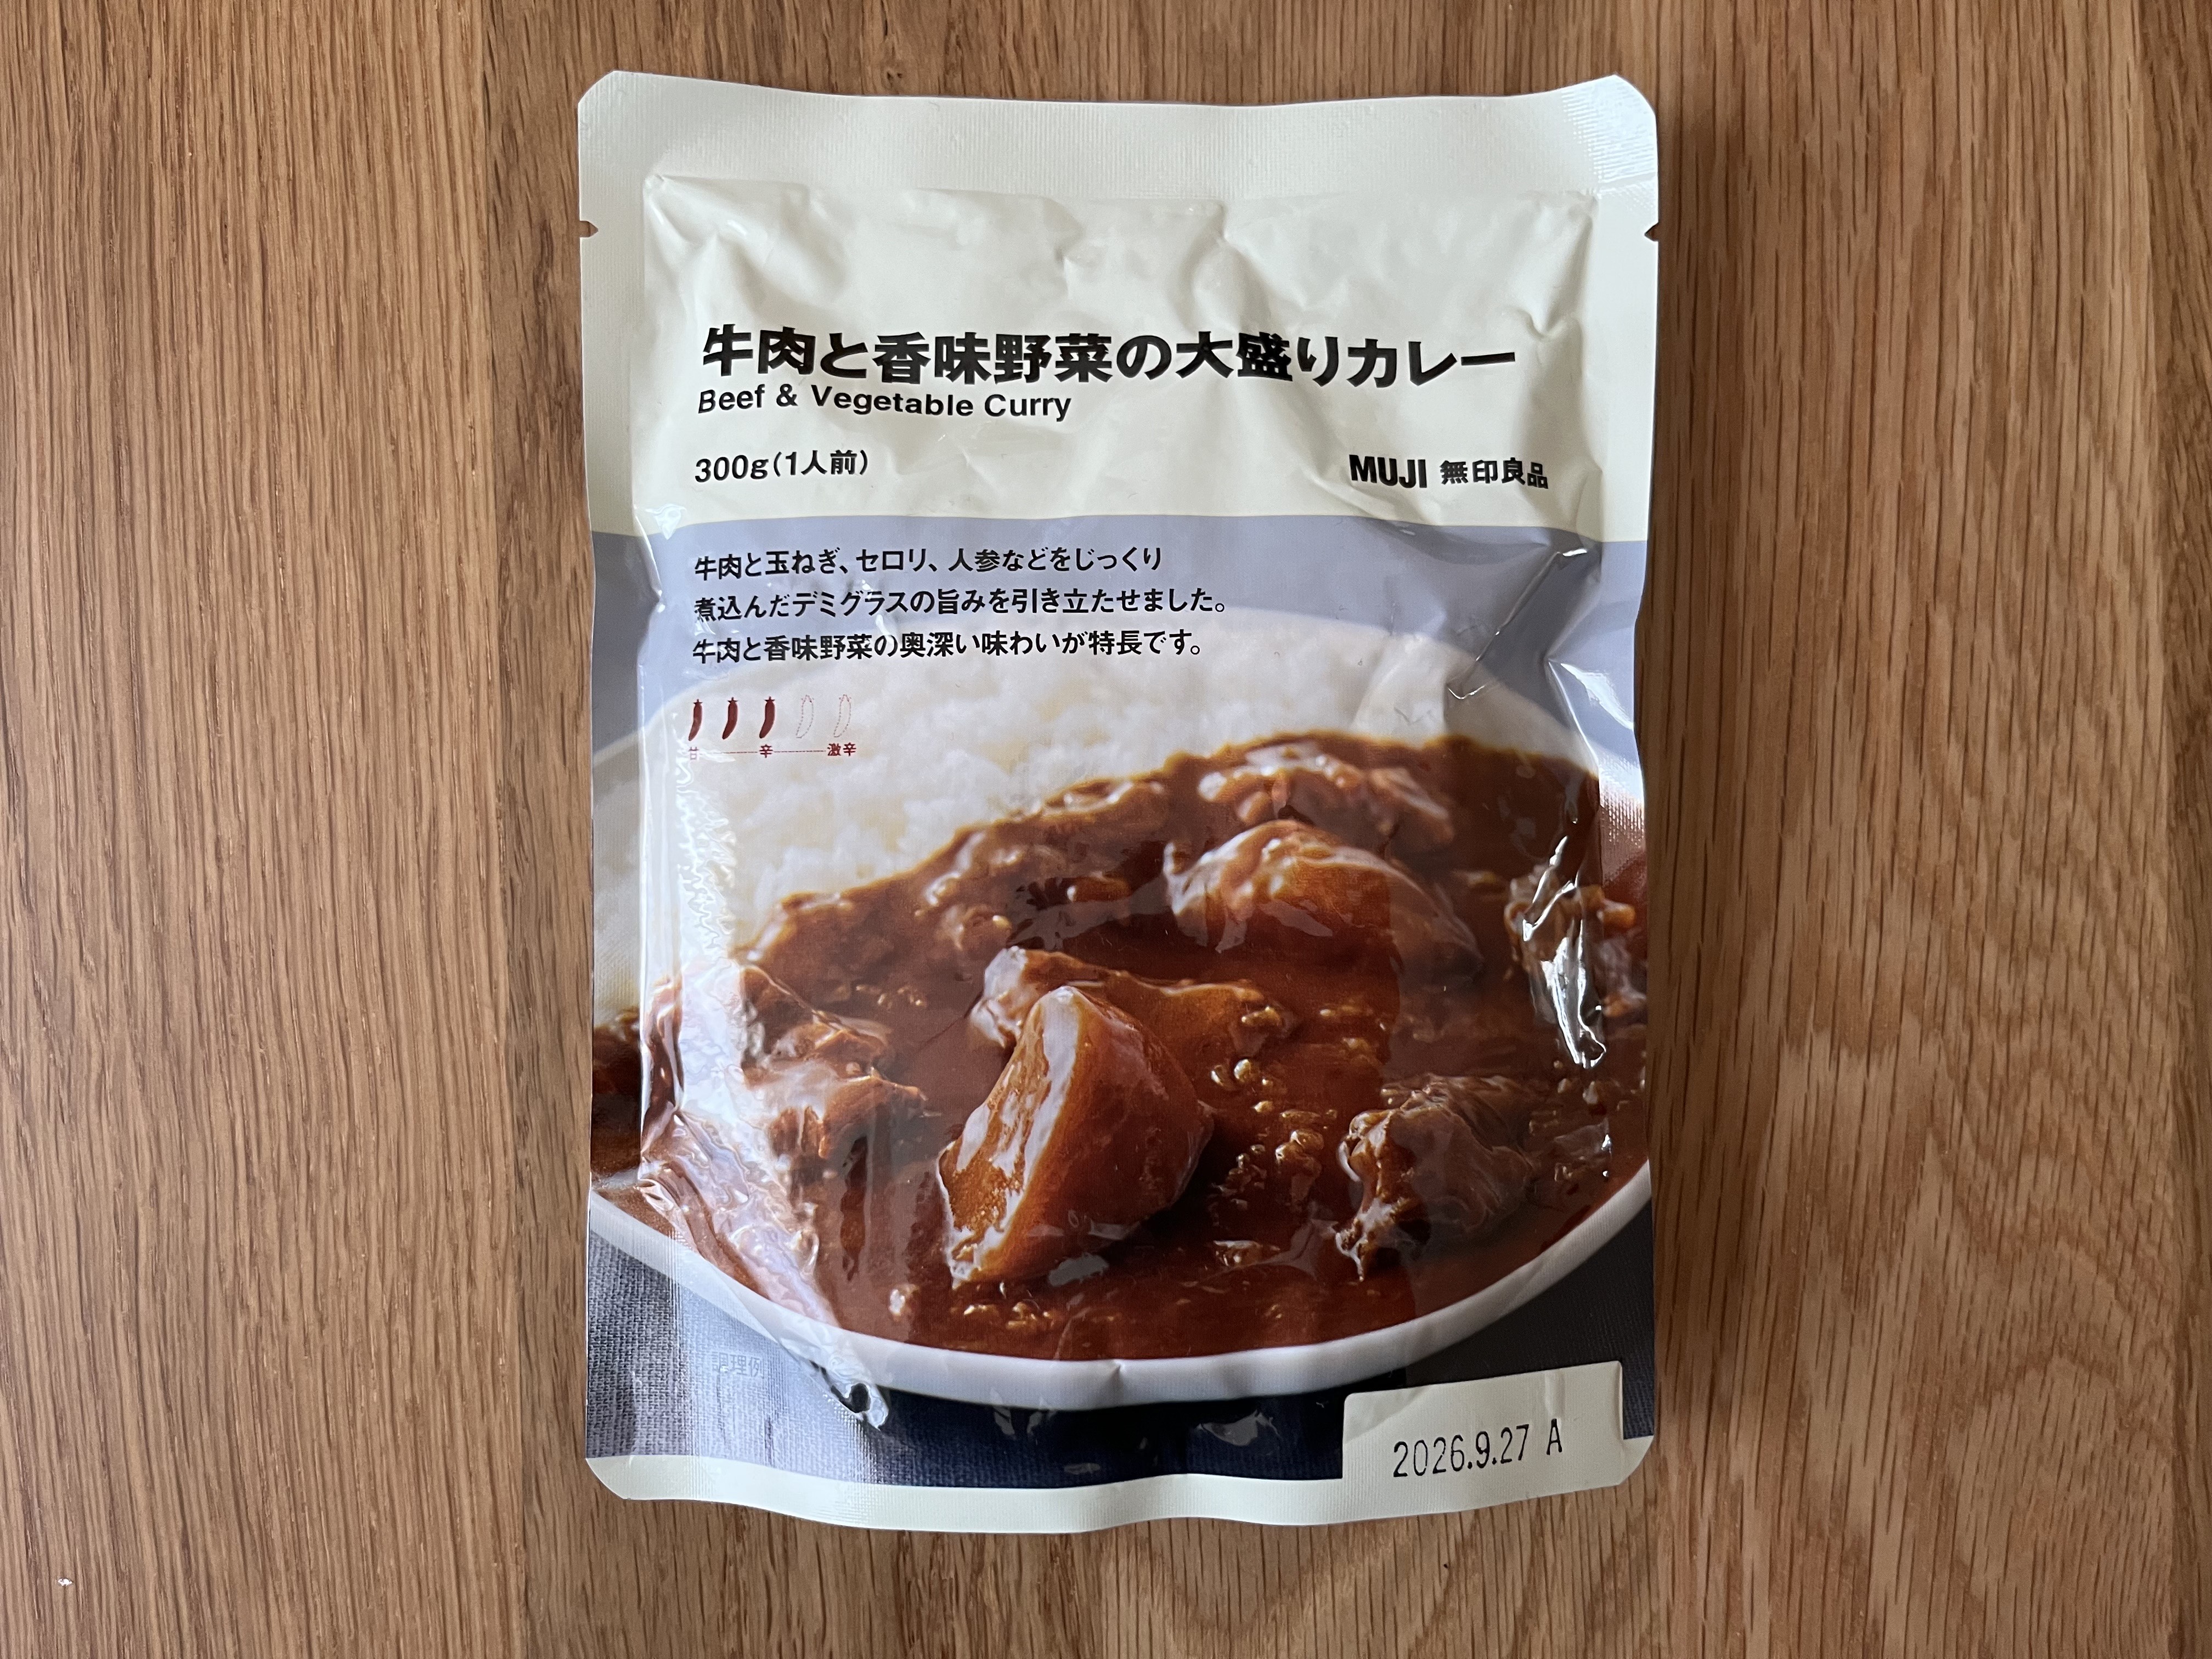 牛肉と香味野菜の大盛りカレー
Beef & Vegetable Curry
300g(1人前)
MUJI 無印良品
牛肉と玉ねぎ、セロリ、人参などをじっくり
煮込んだデミグラスの旨みを引き立たせました。
牛肉と香味野菜の奥深い味わいが特長です。
甘 辛 激辛
調理例
2026.9.27 A